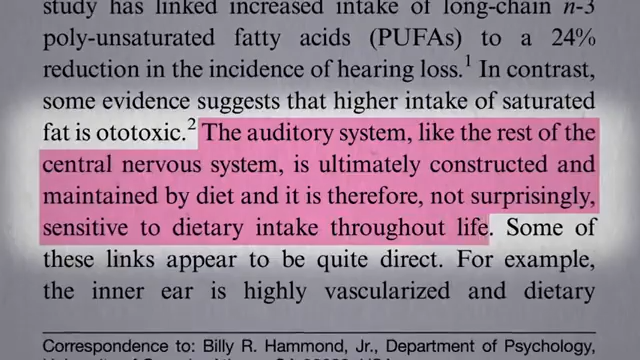 study has linked increased intake of long-chain n-3
poly-unsaturated fatty acids (PUFAs) to a 24%
reduction in the incidence of hearing loss.1 In contrast,
some evidence suggests that higher intake of saturated
fat is ototoxic.2 The auditory system, like the rest of the
central nervous system, is ultimately constructed and
maintained by diet and it is therefore, not surprisingly,
sensitive to dietary intake throughout life. Some of
these links appear to be quite direct. For example,
the inner ear is highly vascularized and dietary
Correspondence to: Billy R. Hammond, Jr., Department of Psychology,